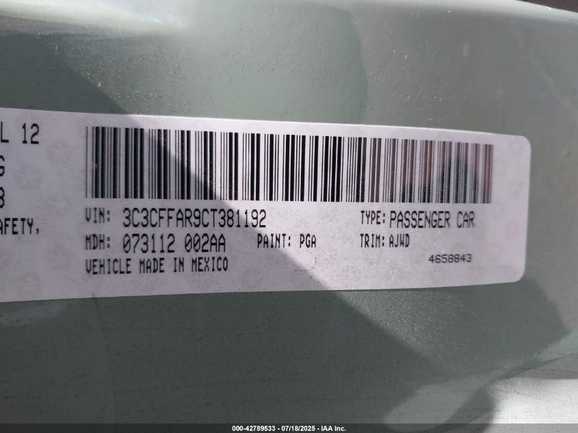 L 12
G
8
AFETY,
VIN: 3C3CFFAR9CT381192 TYPE: PASSENGER CAR
MDH: 073112 002AA PAINT: PGA TRIM: AJWD
VEHICLE MADE IN MEXICO 4658843
000-42789533 - 07/18/2025 - IAA Inc.